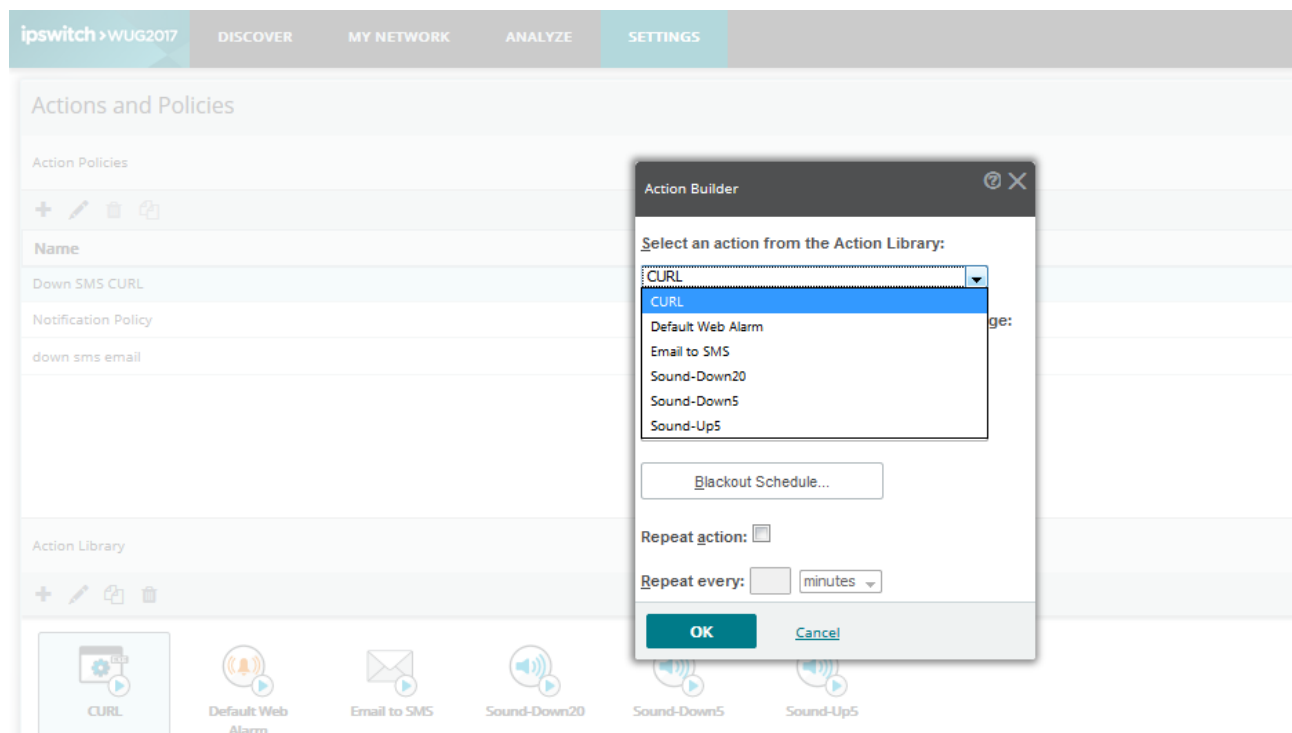 ipswitch > WUG2017 DISCOVER MY NETWORK ANALYZE SETTINGS
Actions and Policies
Action Policies
Name
Down SMS CURL
Notification Policy
down sms email
Action Builder
Select an action from the Action Library:
CURL
CURL
Default Web Alarm
ge:
Email to SMS
Sound-Down20
Sound-Down5
Sound-Up5
Blackout Schedule...
Repeat action:
Repeat every: minutes
OK Cancel
Action Library
CURL
Default Web
Alarm
Email to SMS
Sound-Down20
Sound-Down5
Sound-Up5